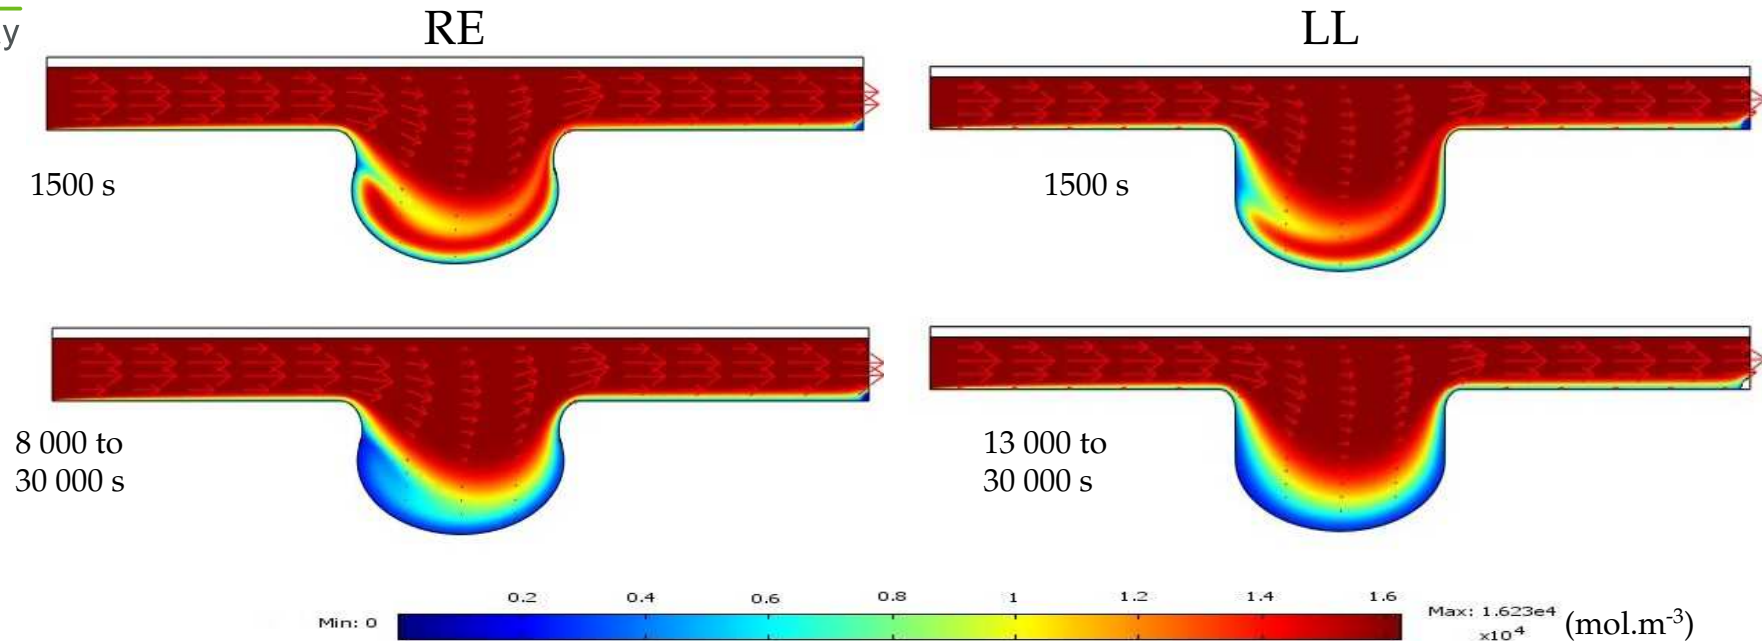 y
RE
LL
1500 s
1500 s
8 000 to
30 000 s
13 000 to
30 000 s
0.2 0.4 0.6 0.8 1 1.2 1.4 1.6
Min: 0
Max: 1.623e4
x10⁴
(mol.m⁻³)